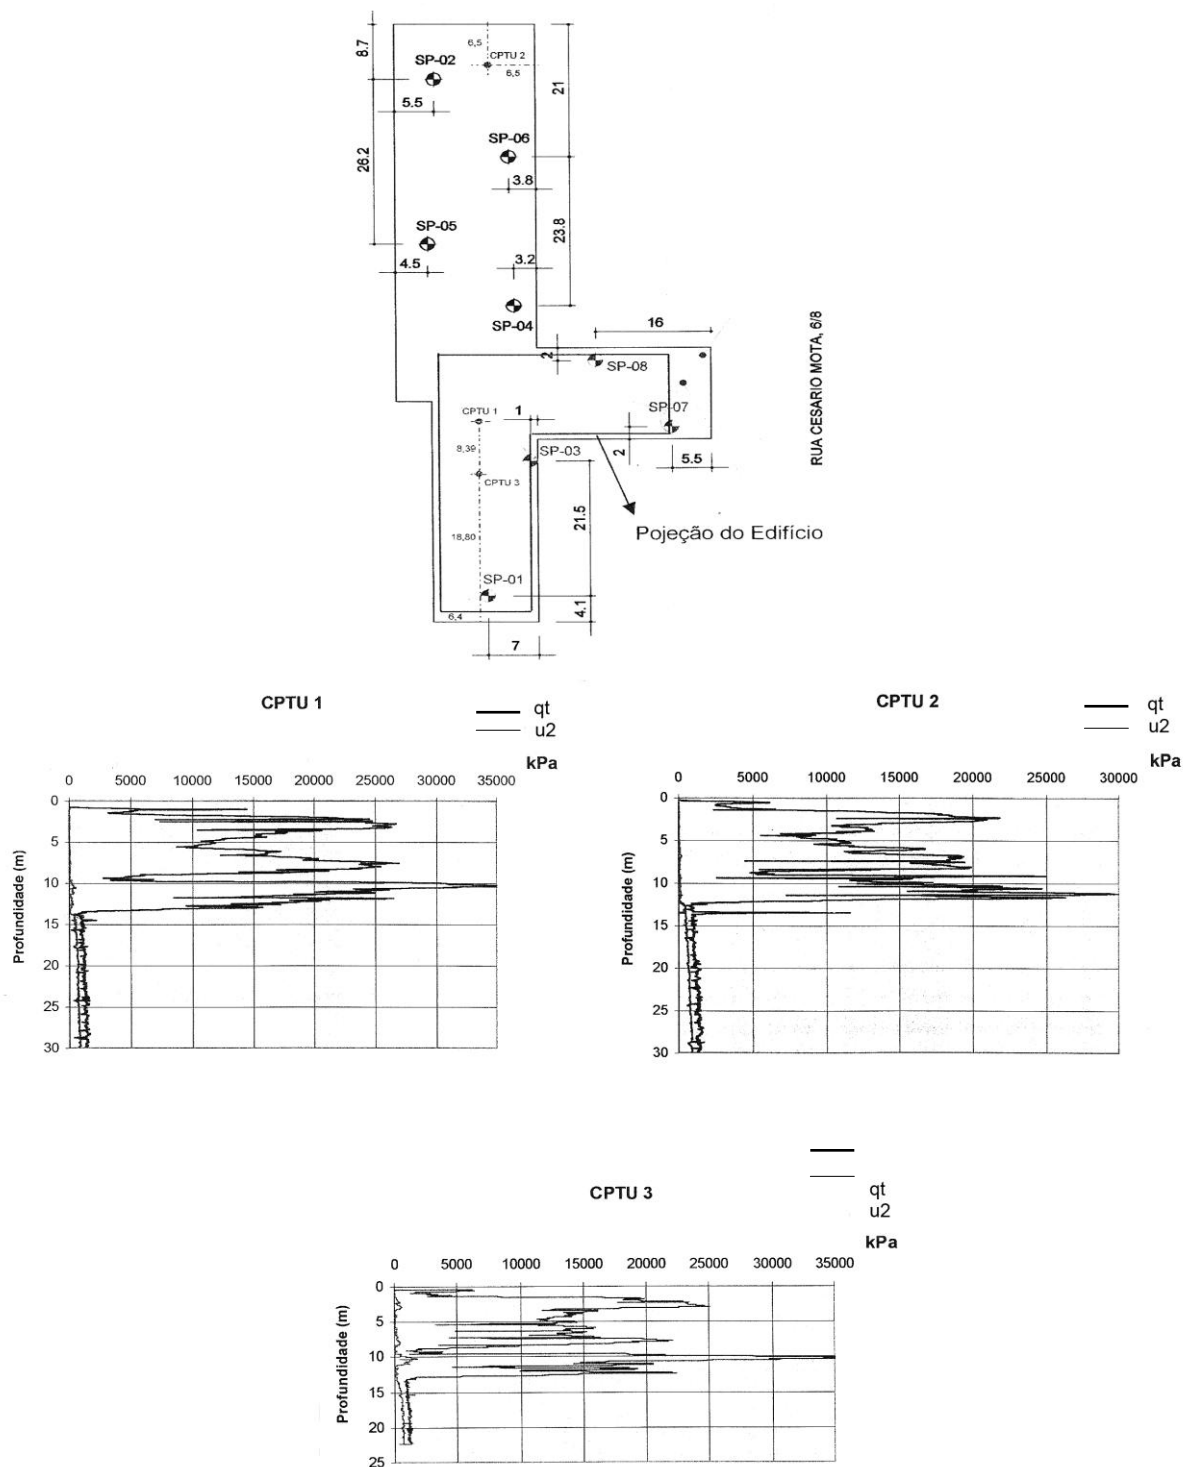 6,5
CPTU 2
6,5
8.7
SP-02
5.5
21
SP-06
3.8
26.2
SP-05
4.5
23.8
3.2
SP-04
16
2
SP-08
RUA CESARIO MOTA, 6/8
CPTU 1
1
SP-07
8,39
SP-03
2
5.5
CPTU 3
21.5
Pojeção do Edifício
18,80
SP-01
4.1
6,4
7
CPTU 1
qt
u2
kPa
0 5000 10000 15000 20000 25000 30000 35000
Profundidade (m)
0
5
10
15
20
25
30
CPTU 2
qt
u2
kPa
0 5000 10000 15000 20000 25000 30000
Profundidade (m)
0
5
10
15
20
25
30
CPTU 3
qt
u2
kPa
0 5000 10000 15000 20000 25000 30000 35000
Profundidade (m)
0
5
10
15
20
25